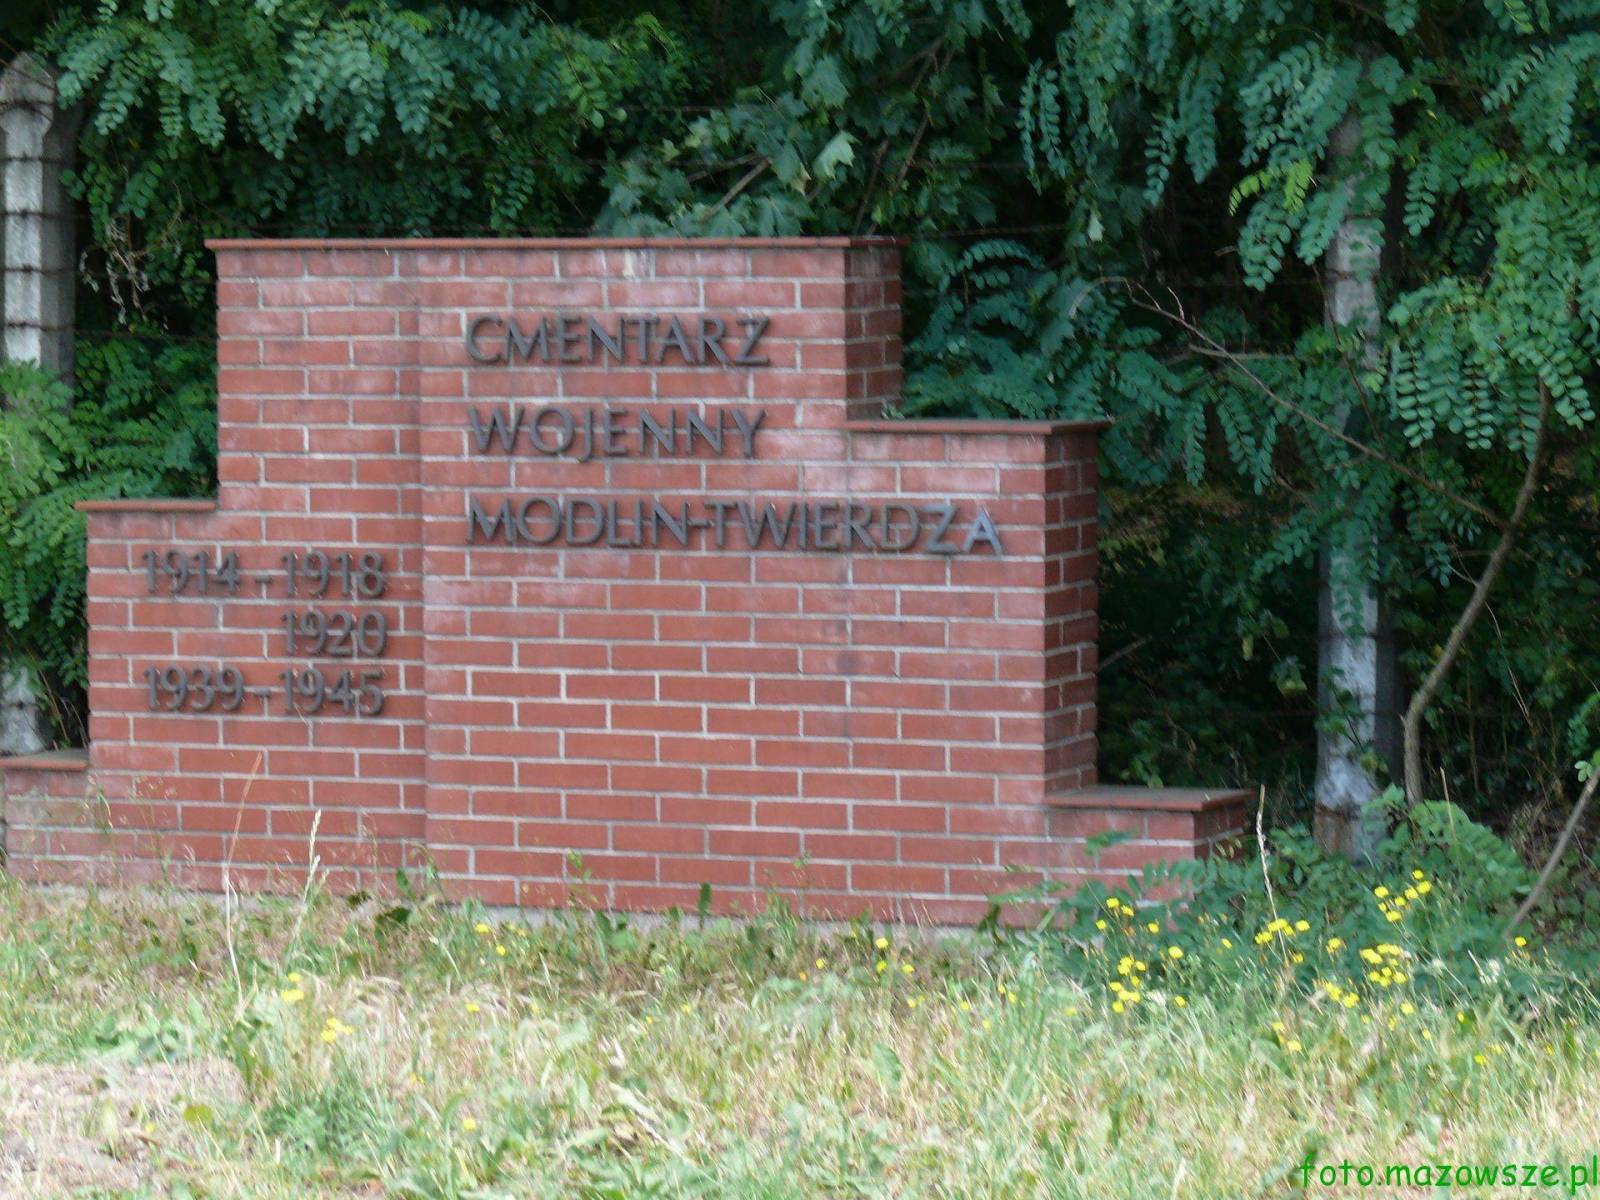 CMENTARZ
WOJENNY
MODLIN-TWIERDZA
1914 - 1918
1920
1939 - 1945
foto.mazowsze.pl